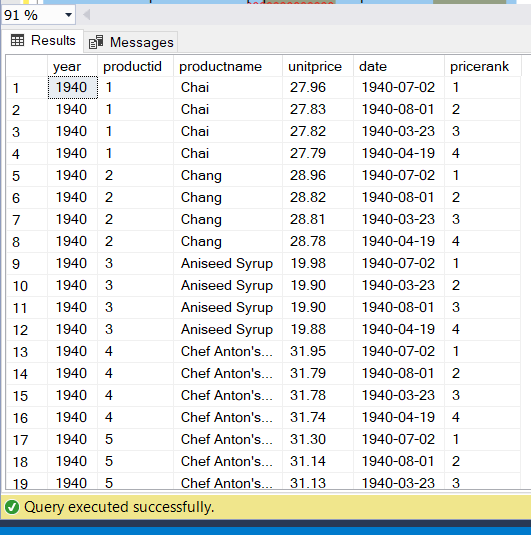 91 %
Results Messages
year productid productname unitprice date pricerank
1 1940 1 Chai 27.96 1940-07-02 1
2 1940 1 Chai 27.83 1940-08-01 2
3 1940 1 Chai 27.82 1940-03-23 3
4 1940 1 Chai 27.79 1940-04-19 4
5 1940 2 Chang 28.96 1940-07-02 1
6 1940 2 Chang 28.82 1940-08-01 2
7 1940 2 Chang 28.81 1940-03-23 3
8 1940 2 Chang 28.78 1940-04-19 4
9 1940 3 Aniseed Syrup 19.98 1940-07-02 1
10 1940 3 Aniseed Syrup 19.90 1940-03-23 2
11 1940 3 Aniseed Syrup 19.90 1940-08-01 3
12 1940 3 Aniseed Syrup 19.88 1940-04-19 4
13 1940 4 Chef Anton's... 31.95 1940-07-02 1
14 1940 4 Chef Anton's... 31.79 1940-08-01 2
15 1940 4 Chef Anton's... 31.78 1940-03-23 3
16 1940 4 Chef Anton's... 31.74 1940-04-19 4
17 1940 5 Chef Anton's... 31.30 1940-07-02 1
18 1940 5 Chef Anton's... 31.14 1940-08-01 2
19 1940 5 Chef Anton's... 31.13 1940-03-23 3
Query executed successfully.